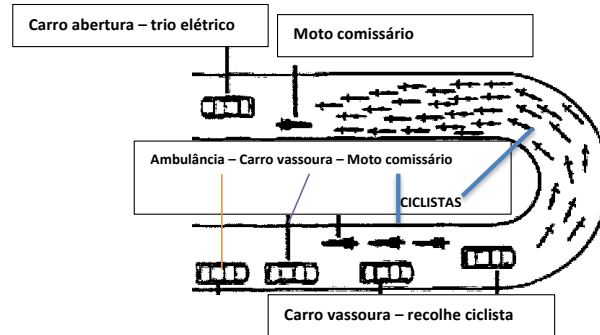 Carro abertura – trio elétrico
Moto comissário
Ambulância – Carro vassoura – Moto comissário
CICLISTAS
Carro vassoura – recolhe ciclista